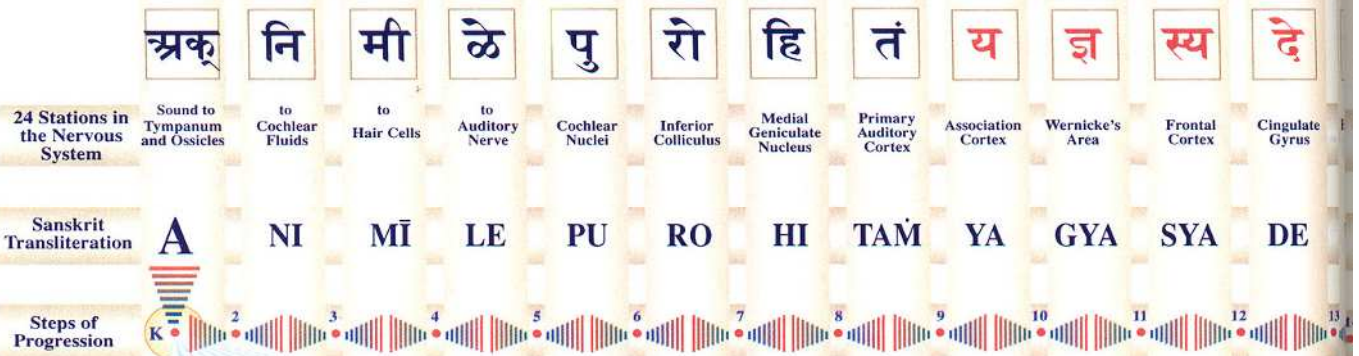 अक् नि मी ळे पु रो हि तं य ज्ञ स्य दे
24 Stations in the Nervous System
Sound to Tympanum and Ossicles
to Cochlear Fluids
to Hair Cells
to Auditory Nerve
Cochlear Nuclei
Inferior Colliculus
Medial Geniculate Nucleus
Primary Auditory Cortex
Association Cortex
Wernicke's Area
Frontal Cortex
Cingulate Gyrus
Sanskrit Transliteration
A NI MĪ LE PU RO HI TAṀ YA GYA SYA DE
Steps of Progression
K 2 3 4 5 6 7 8 9 10 11 12 13